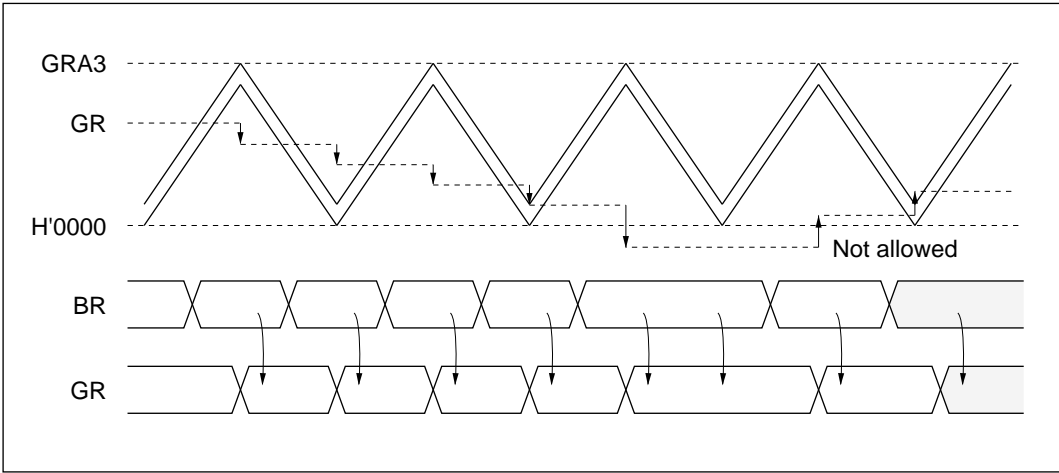 GRA3
GR
H'0000
Not allowed
BR
GR